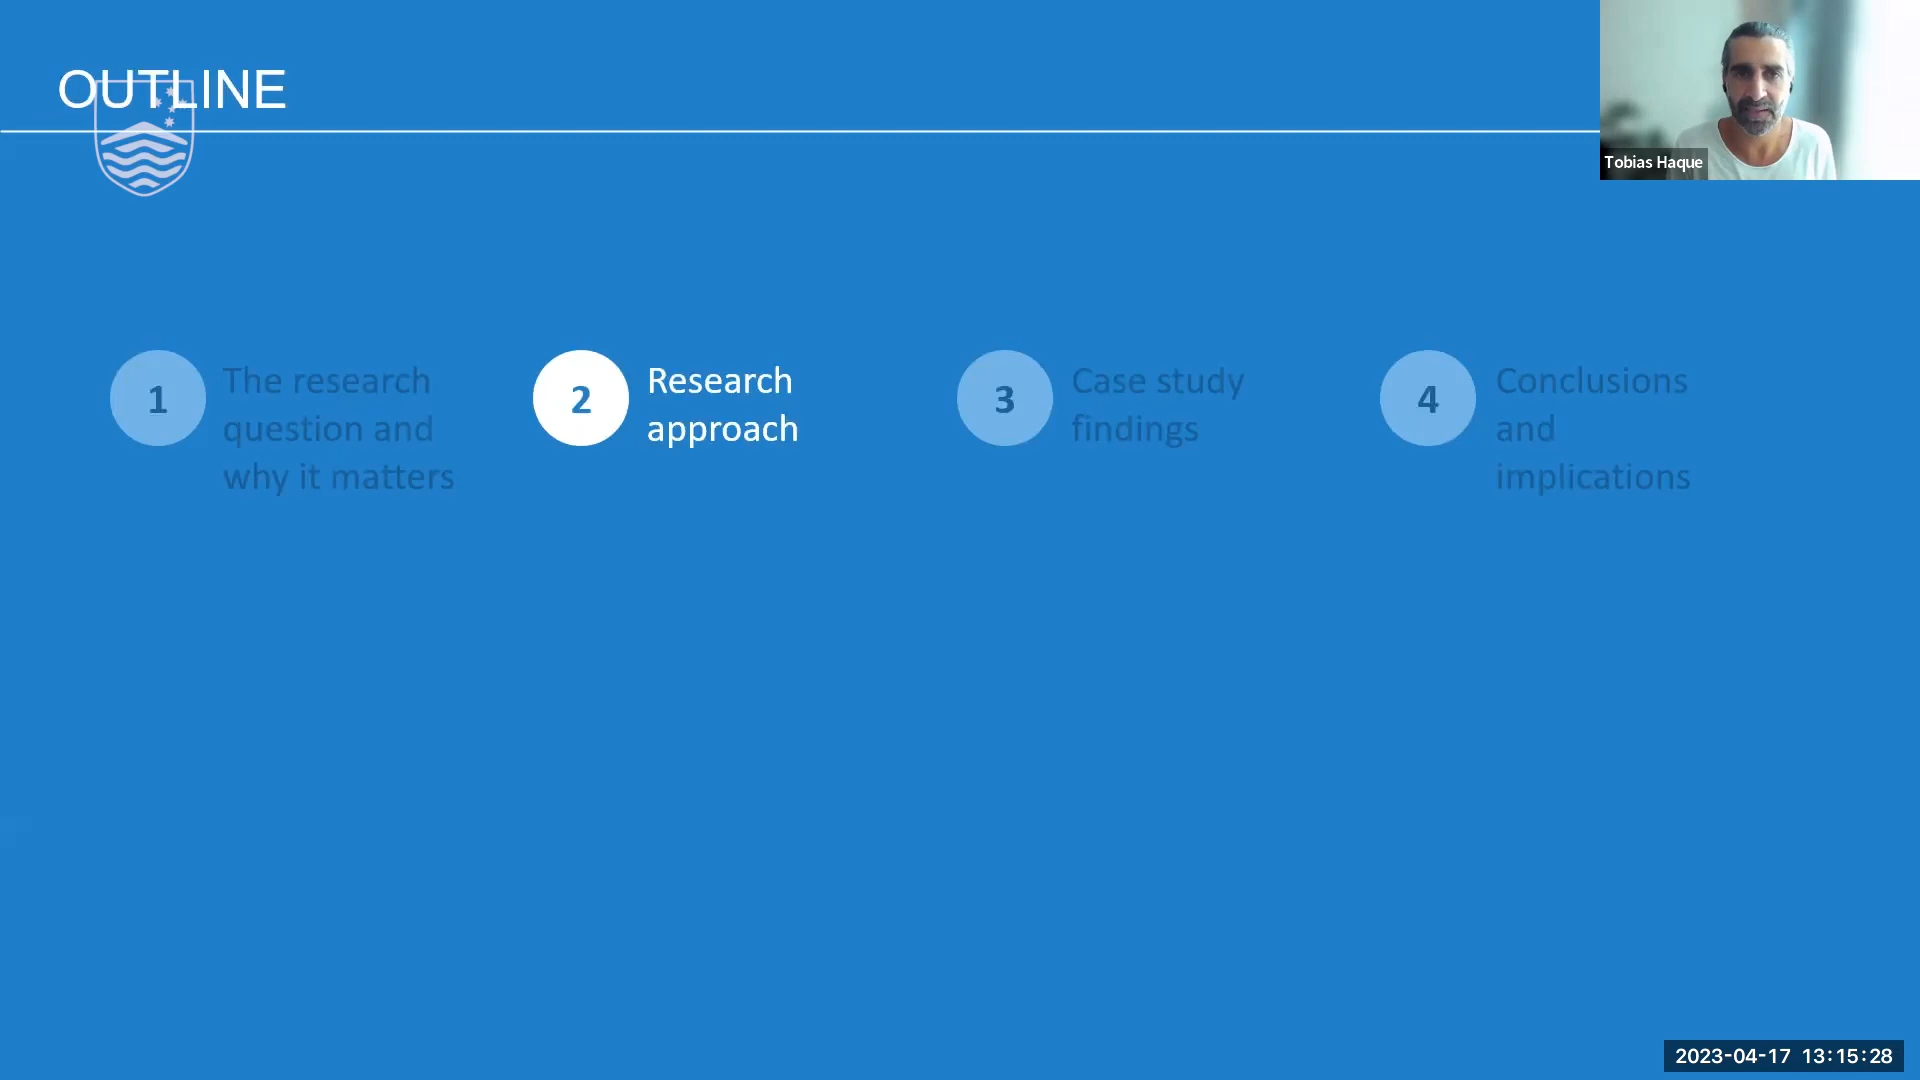 OUTLINE
Tobias Haque
1
The research
question and
why it matters
2
Research
approach
3
Case study
findings
4
Conclusions
and
implications
2023-04-17 13:15:28